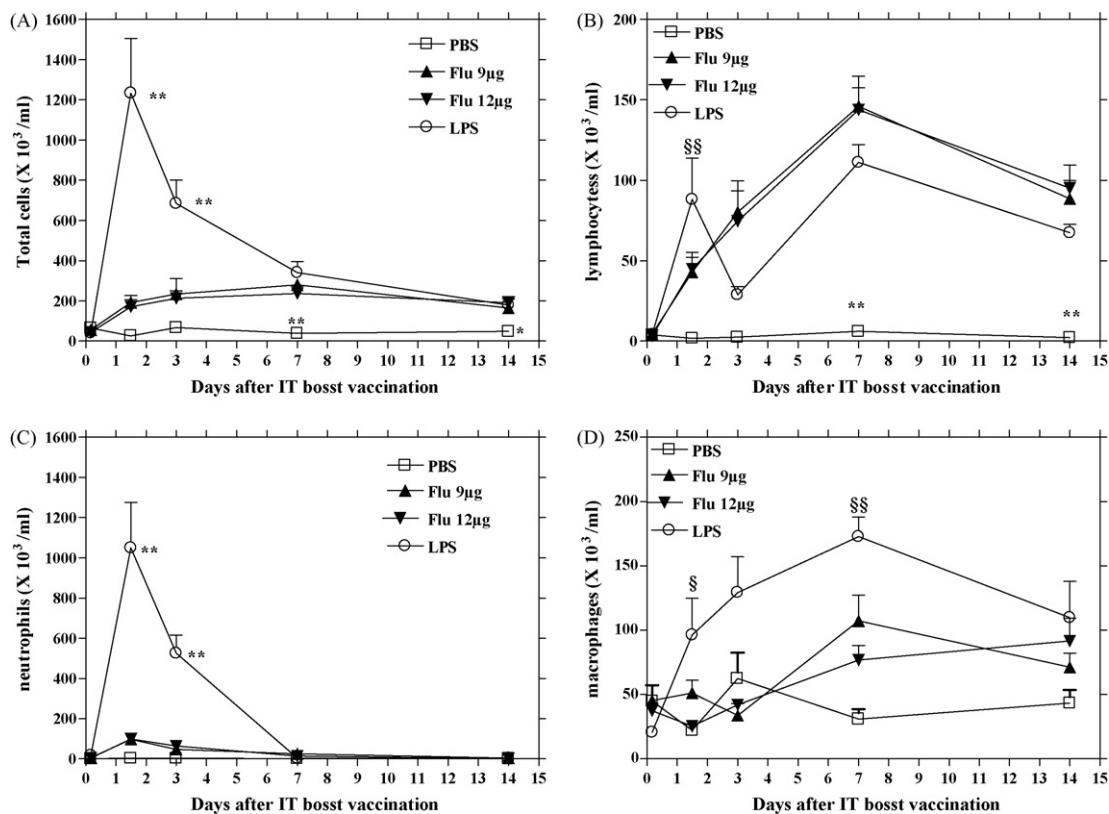 (A)
1600
1400
1200
1000
800
600
400
200
0
Total cells (X 10³/ml)
PBS
Flu 9µg
Flu 12µg
LPS
**
**
**
*
0 1 2 3 4 5 6 7 8 9 10 11 12 13 14 15
Days after IT bosst vaccination
(B)
200
150
100
50
0
lymphocytess (X 10³/ml)
PBS
Flu 9µg
Flu 12µg
LPS
§§
**
**
0 1 2 3 4 5 6 7 8 9 10 11 12 13 14 15
Days after IT bosst vaccination
(C)
1600
1400
1200
1000
800
600
400
200
0
neutrophils (X 10³/ml)
PBS
Flu 9µg
Flu 12µg
LPS
**
**
0 1 2 3 4 5 6 7 8 9 10 11 12 13 14 15
Days after IT bosst vaccination
(D)
250
200
150
100
50
0
macrophages (X 10³/ml)
PBS
Flu 9µg
Flu 12µg
LPS
§
§§
0 1 2 3 4 5 6 7 8 9 10 11 12 13 14 15
Days after IT bosst vaccination